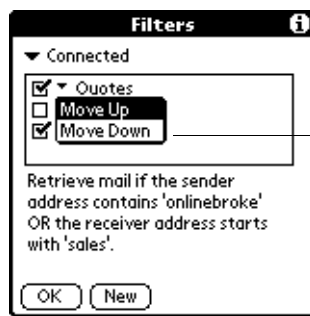 Filters
Connected
Quotes
Move Up
Move Down
Retrieve mail if the sender
address contains 'onlinebroke'
OR the receiver address starts
with 'sales'.
OK New